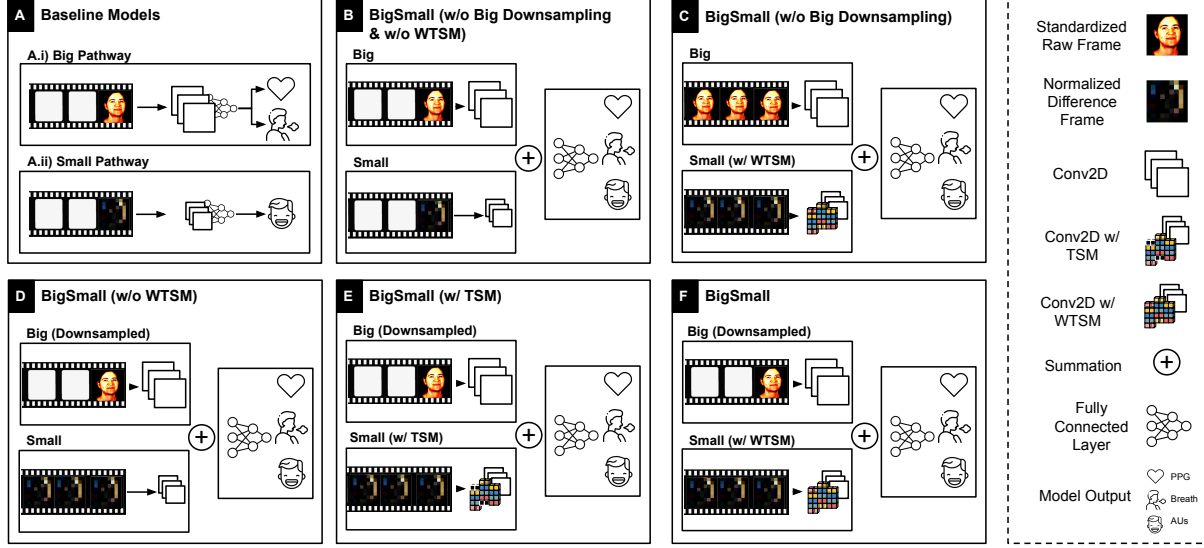 A Baseline Models
A.i) Big Pathway
A.ii) Small Pathway
B BigSmall (w/o Big Downsampling
& w/o WTSM)
Big
Small
C BigSmall (w/o Big Downsampling)
Big
Small (w/ WTSM)
D BigSmall (w/o WTSM)
Big (Downsampled)
Small
E BigSmall (w/ TSM)
Big (Downsampled)
Small (w/ TSM)
F BigSmall
Big (Downsampled)
Small (w/ WTSM)
Standardized
Raw Frame
Normalized
Difference
Frame
Conv2D
Conv2D w/
TSM
Conv2D w/
WTSM
Summation
Fully
Connected
Layer
Model Output
PPG
Breath
AUs